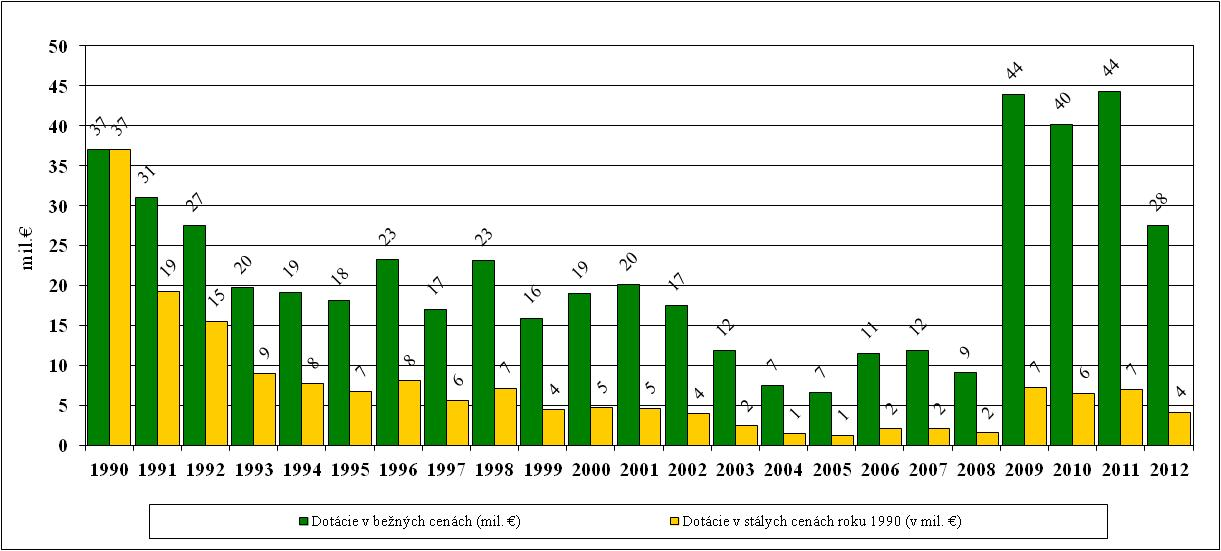 mil.€
50
45
40
35
30
25
20
15
10
5
0
37 37 31 19 27 15 20 9 19 8 18 7 23 8 17 6 23 7 16 4 19 5 20 5 17 4 12 2 7 1 7 1 11 2 12 2 9 2 44 7 40 6 44 7 28 4
1990 1991 1992 1993 1994 1995 1996 1997 1998 1999 2000 2001 2002 2003 2004 2005 2006 2007 2008 2009 2010 2011 2012
Dotácie v bežných cenách (mil. €) Dotácie v stálych cenách roku 1990 (v mil. €)